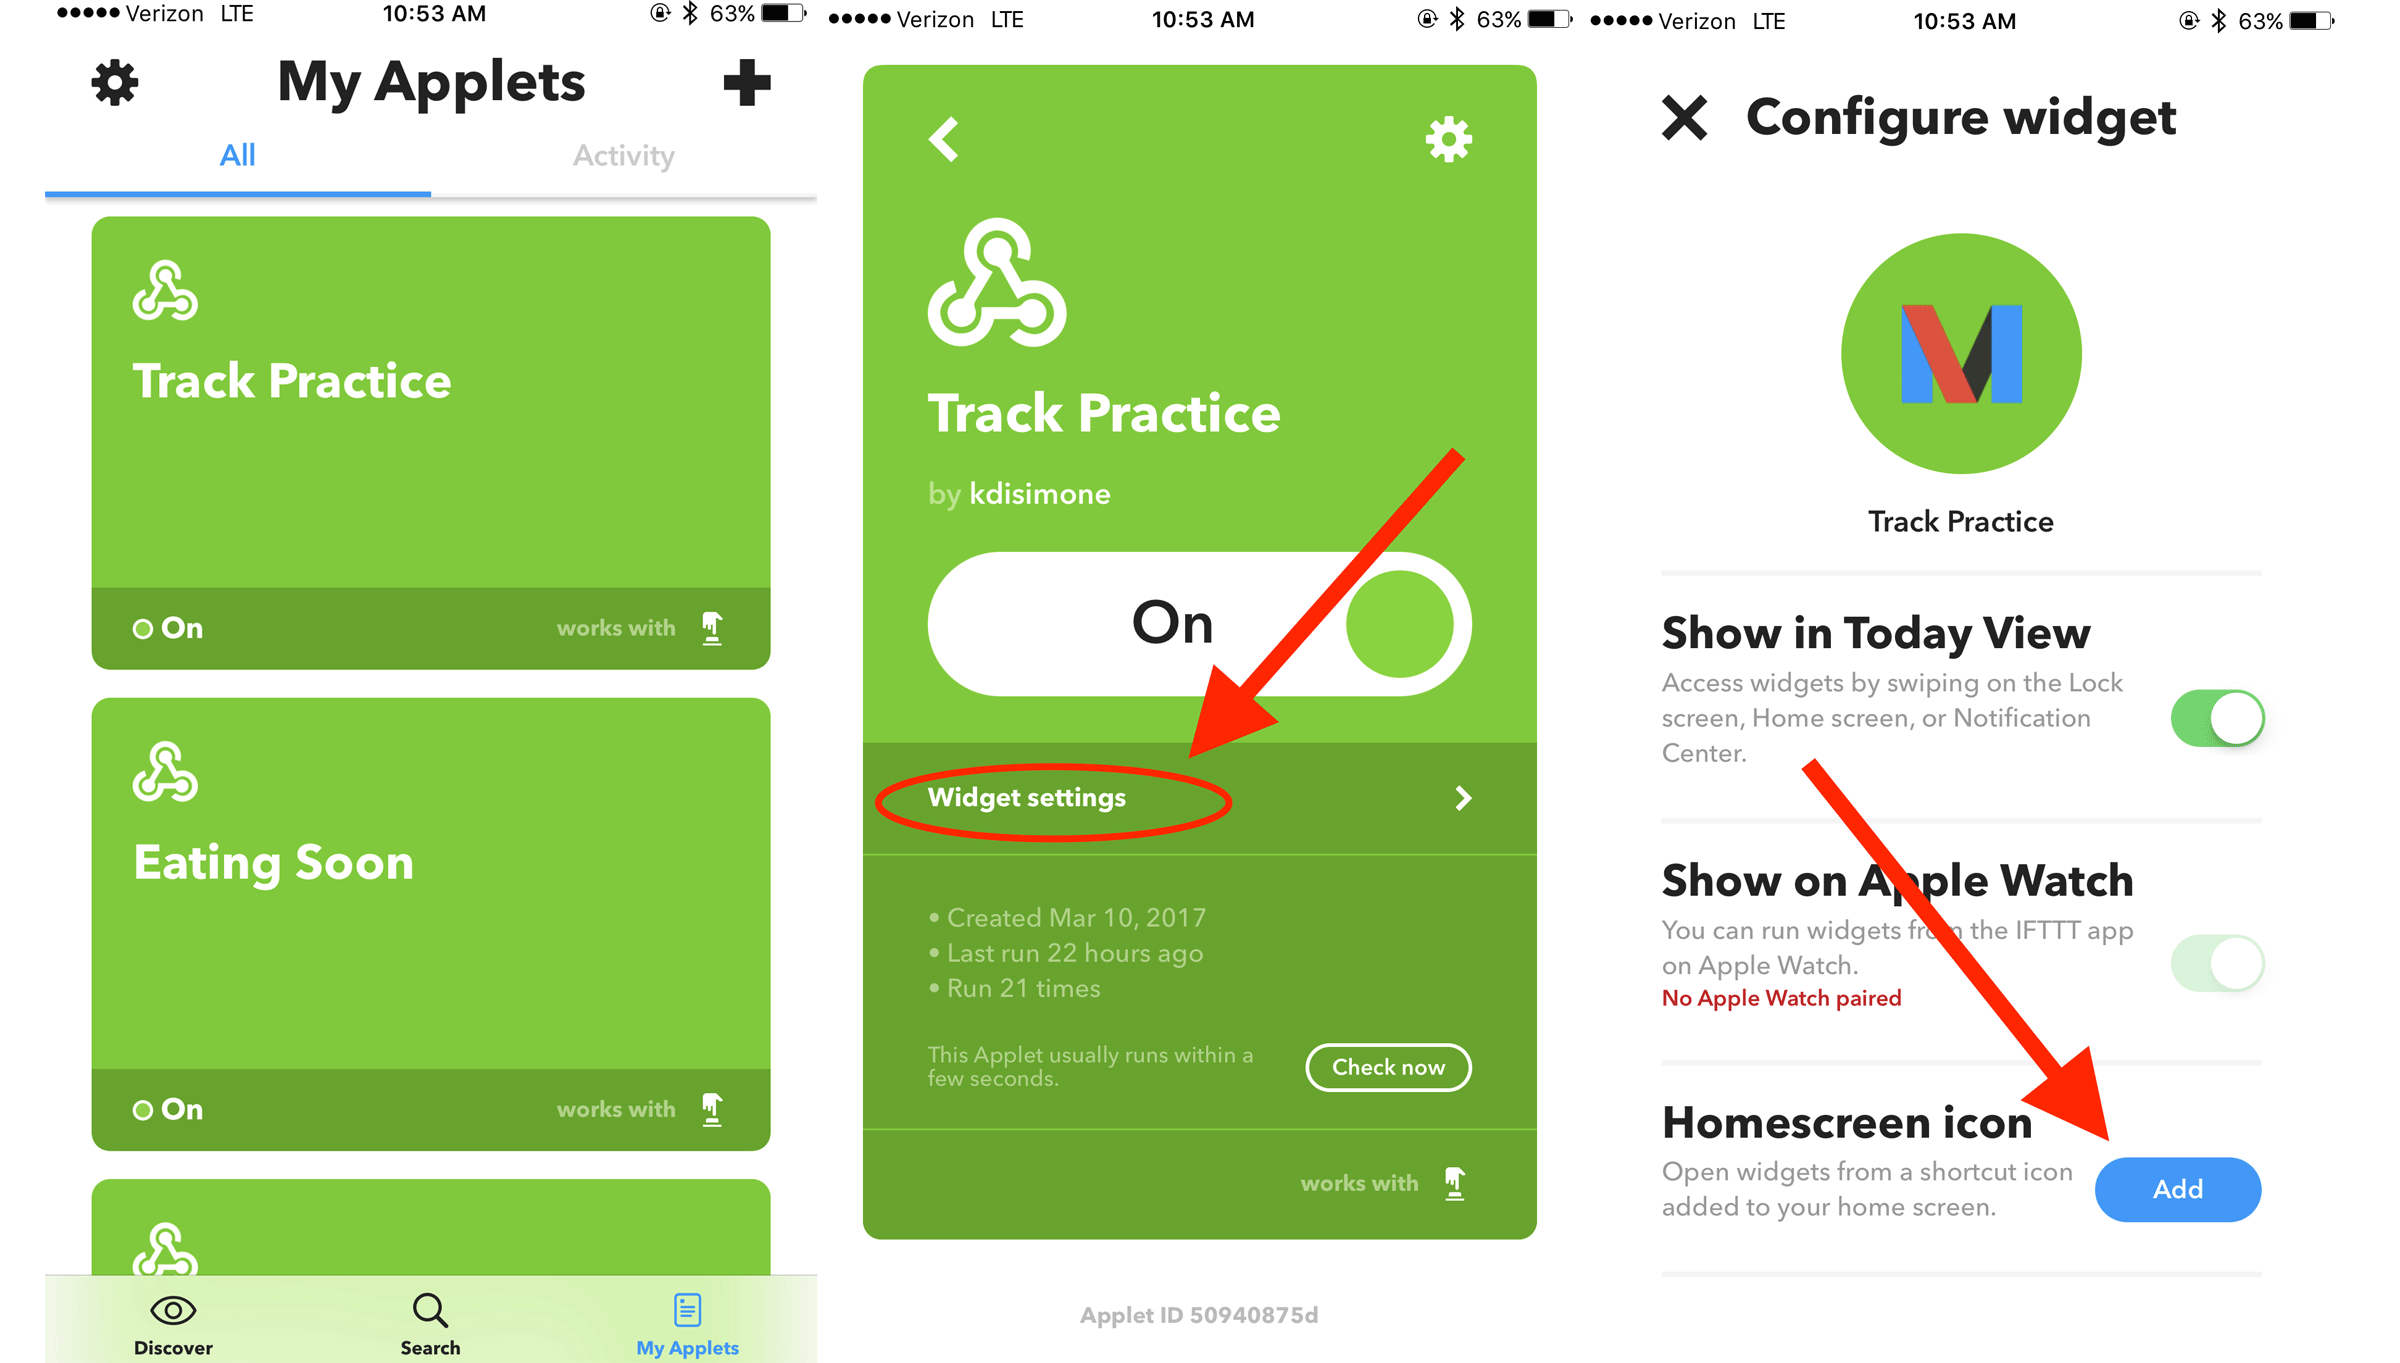 Verizon LTE 10:53 AM 63%
My Applets
All Activity
Track Practice
On works with
Eating Soon
On works with
Discover Search My Applets
Verizon LTE 10:53 AM 63%
Track Practice
by kdisimone
On
Widget settings
• Created Mar 10, 2017
• Last run 22 hours ago
• Run 21 times
This Applet usually runs within a
few seconds.
Check now
works with
Applet ID 50940875d
Verizon LTE 10:53 AM 63%
Configure widget
Track Practice
Show in Today View
Access widgets by swiping on the Lock
screen, Home screen, or Notification
Center.
Show on Apple Watch
You can run widgets from the IFTTT app
on Apple Watch.
No Apple Watch paired
Homescreen icon
Open widgets from a shortcut icon
added to your home screen.
Add